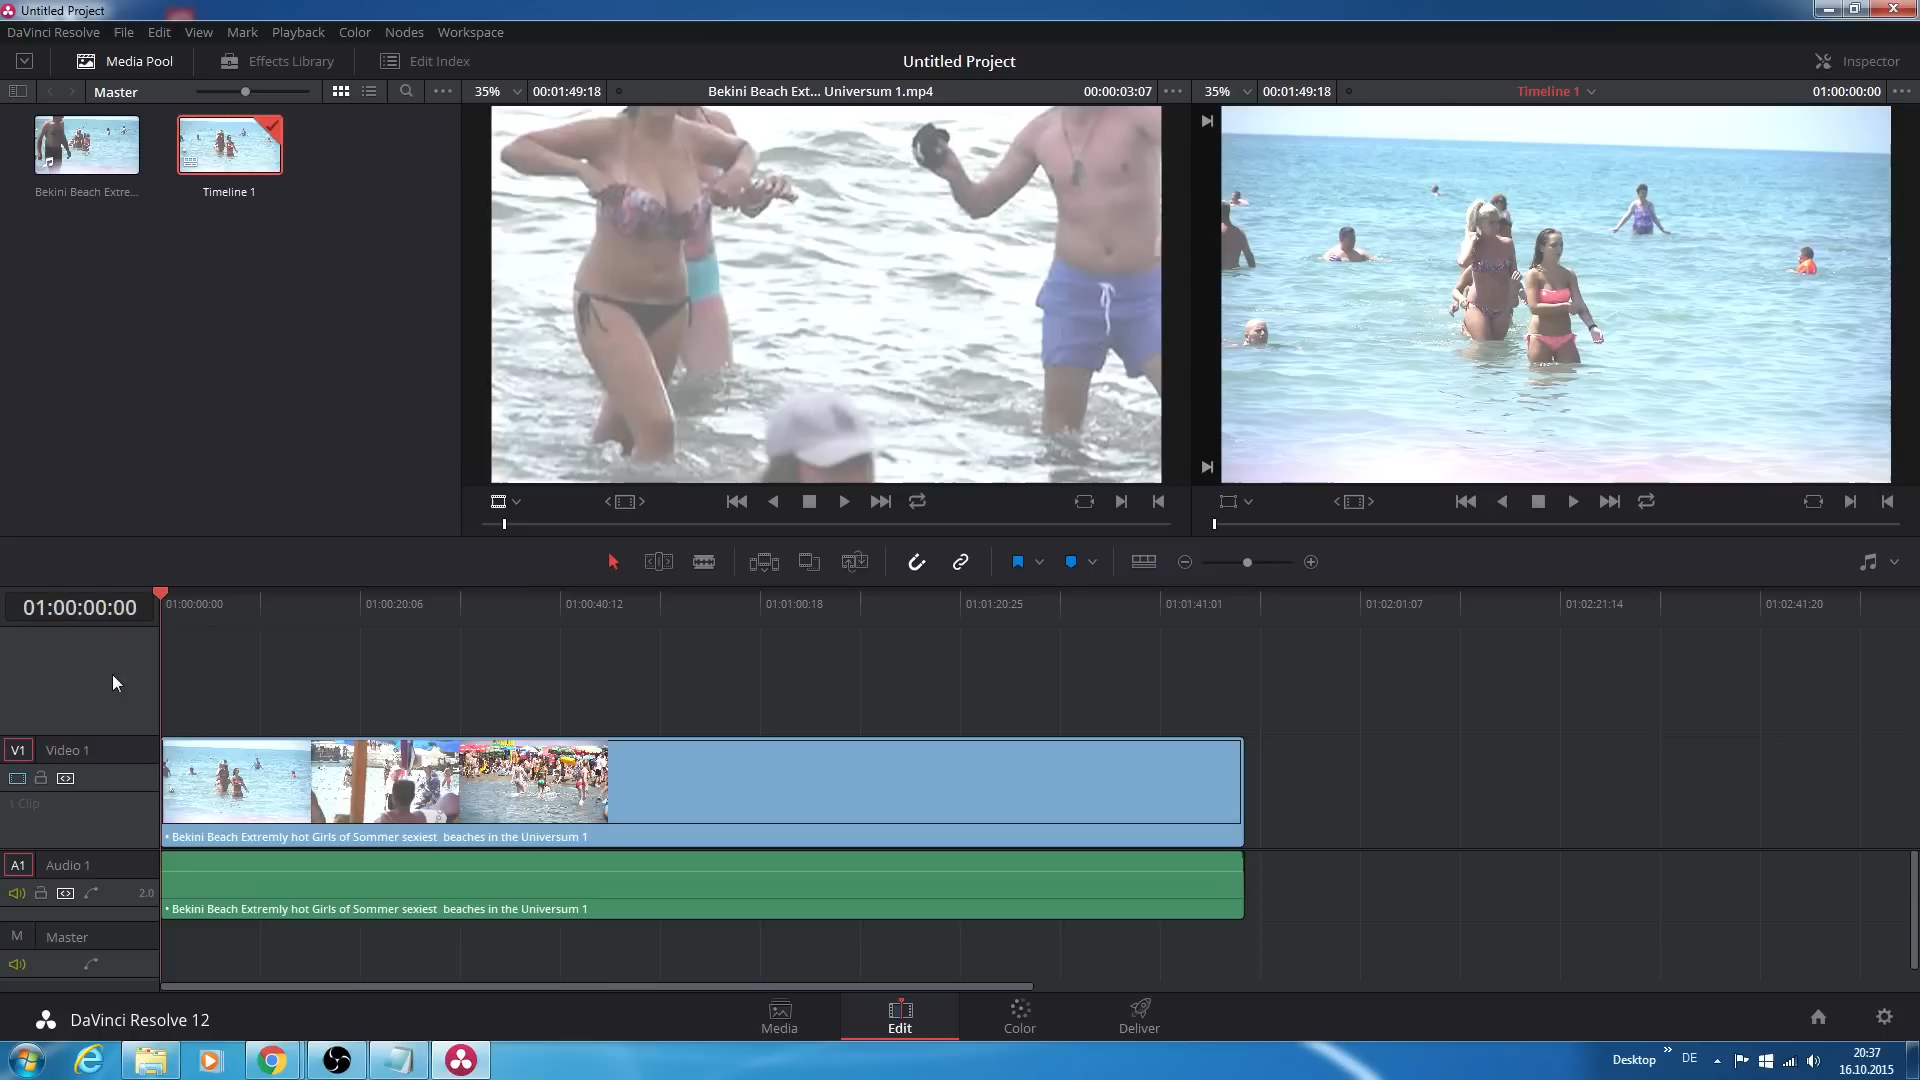 Untitled Project
DaVinci Resolve File Edit View Mark Playback Color Nodes Workspace
Media Pool Effects Library Edit Index Untitled Project Inspector
Master 35% 00:01:49:18 Bekini Beach Ext... Universum 1.mp4 00:00:03:07 35% 00:01:49:18 Timeline 1 01:00:00:00
Bekini Beach Extre... Timeline 1
01:00:00:00 01:00:00:00 01:00:20:06 01:00:40:12 01:01:00:18 01:01:20:25 01:01:41:01 01:02:01:07 01:02:21:14 01:02:41:20
V1 Video 1
1 Clip
• Bekini Beach Extremly hot Girls of Sommer sexiest beaches in the Universum 1
A1 Audio 1
2.0
• Bekini Beach Extremly hot Girls of Sommer sexiest beaches in the Universum 1
M Master
DaVinci Resolve 12 Media Edit Color Deliver
Desktop » DE 20:37
16.10.2015